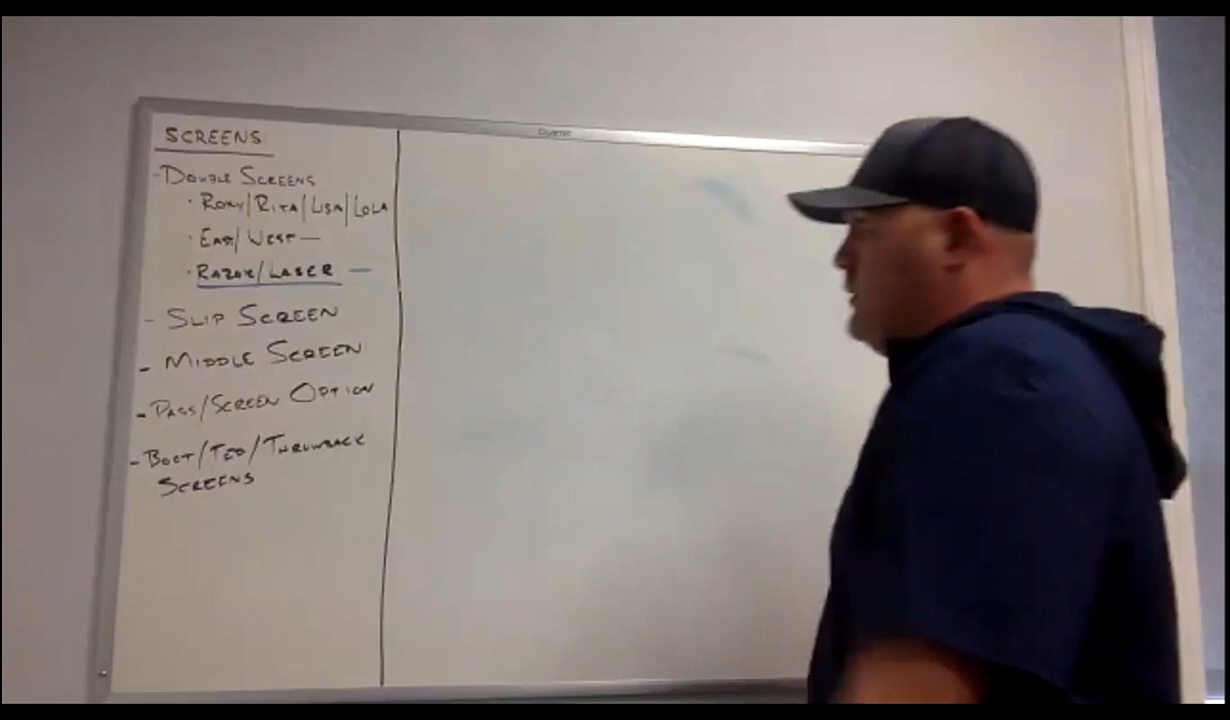 SCREENS
- DOUBLE SCREENS
· ROXY/RITA/LISA/LOLA
· EAST/WEST —
· RAZOR/LASER —
- SLIP SCREEN
- MIDDLE SCREEN
- PASS/SCREEN OPTION
- BOOT/TED/THROWBACK
SCREENS